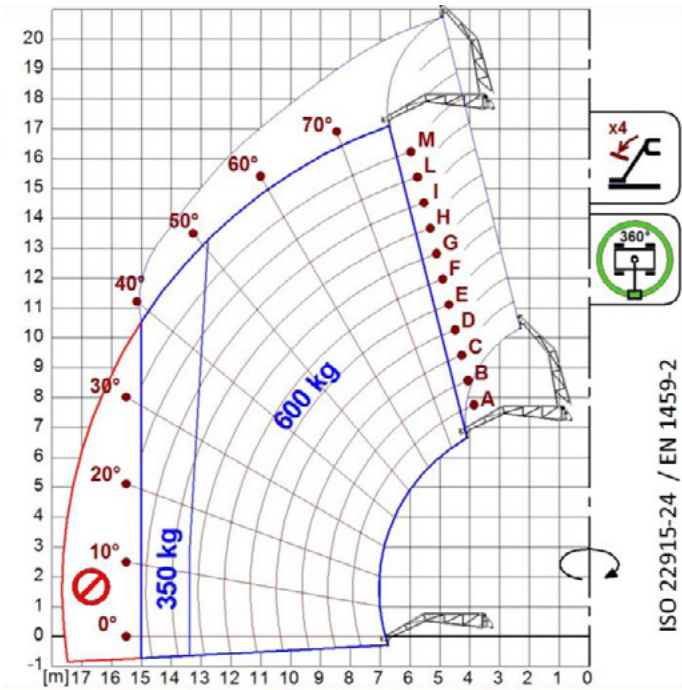 20
19
18
17
16
15
14
13
12
11
10
9
8
7
6
5
4
3
2
1
0
-1
[m] 17 16 15 14 13 12 11 10 9 8 7 6 5 4 3 2 1 0
70°
60°
50°
40°
30°
20°
10°
0°
M
L
I
H
G
F
E
D
C
B
A
600 kg
350 kg
x4
360°
ISO 22915-24 / EN 1459-2